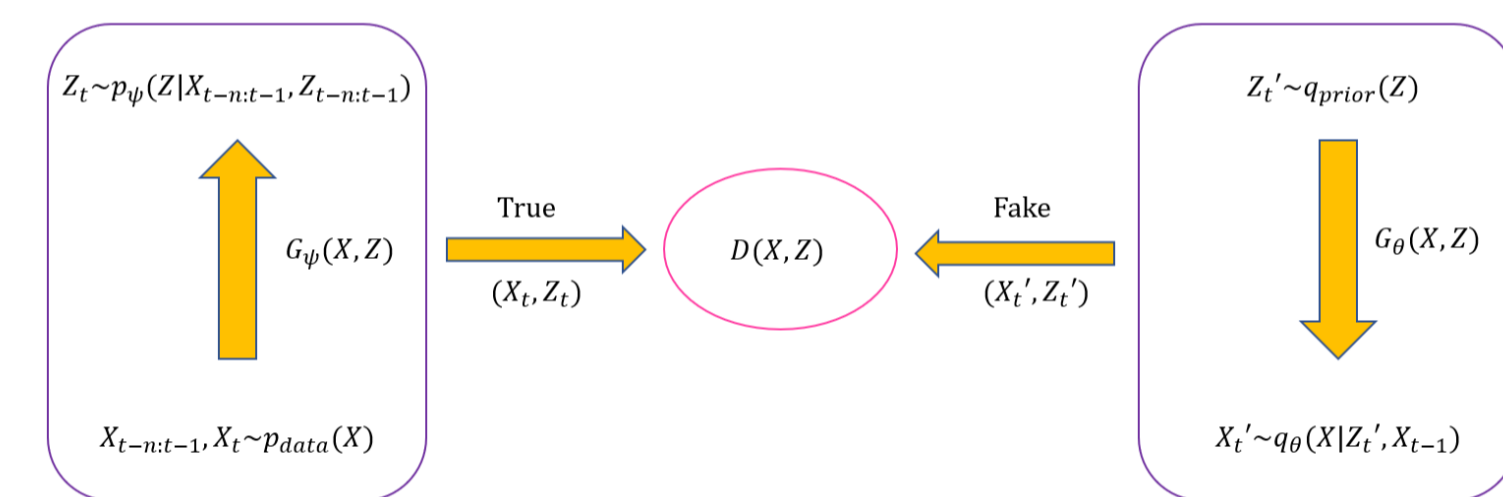 Z_t~p_ψ(Z|X_{t−n:t−1}, Z_{t−n:t−1})
G_ψ(X, Z)
X_{t−n:t−1}, X_t~p_{data}(X)
True
(X_t, Z_t)
D(X, Z)
Fake
(X_t′, Z_t′)
Z_t′~q_{prior}(Z)
G_θ(X, Z)
X_t′~q_θ(X|Z_t′, X_{t−1})